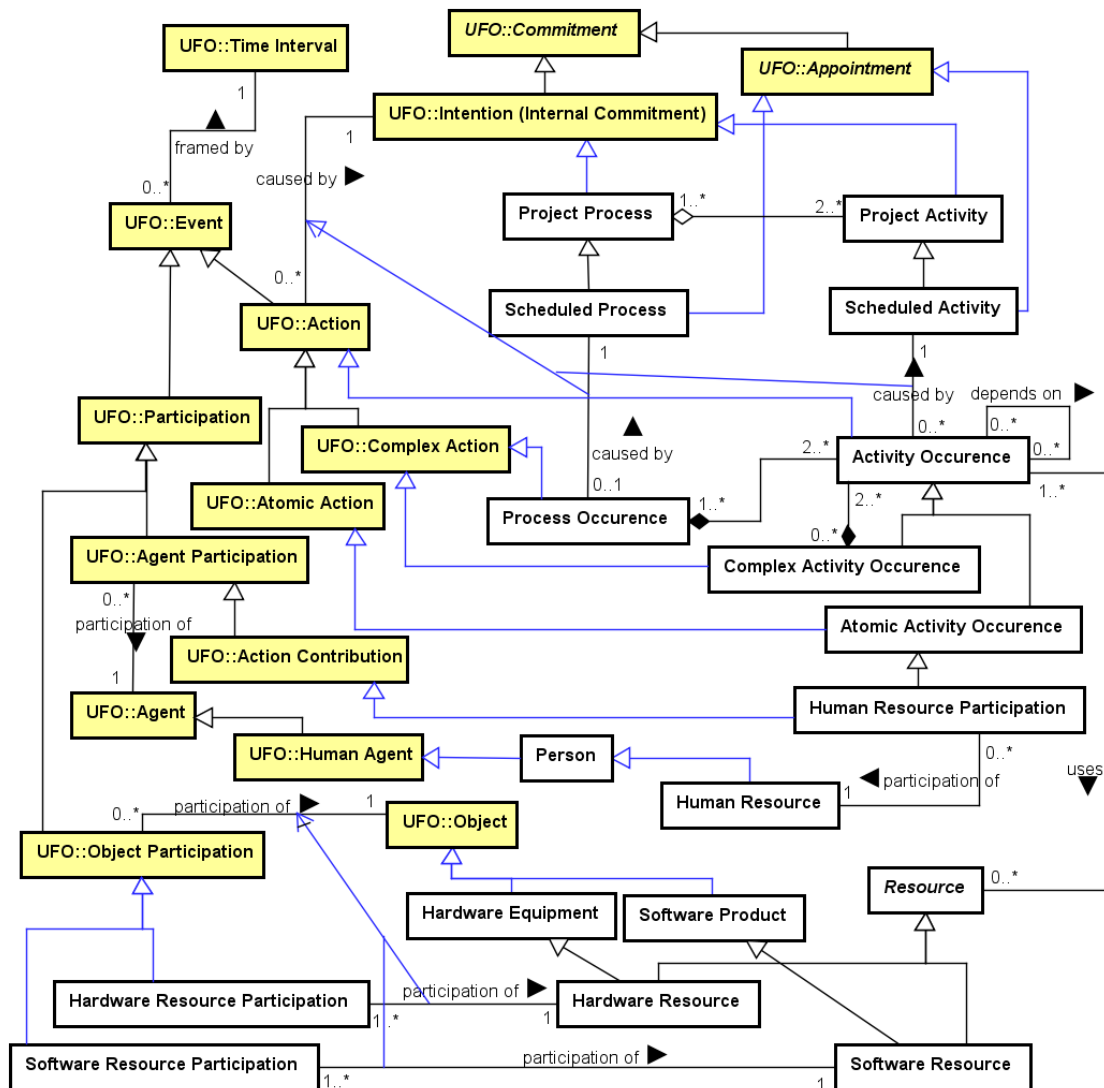 UFO::Commitment
UFO::Time Interval
UFO::Appointment
1
UFO::Intention (Internal Commitment)
1
framed by
caused by
0..*
Project Process
1..*
2..*
Project Activity
UFO::Event
0..*
Scheduled Process
Scheduled Activity
UFO::Action
1
1
caused by
depends on
UFO::Participation
0..*
0..*
UFO::Complex Action
caused by
2..*
Activity Occurence
0..*
0..1
1..*
UFO::Atomic Action
Process Occurence
1..*
2..*
0..*
UFO::Agent Participation
Complex Activity Occurence
0..*
participation of
Atomic Activity Occurence
UFO::Action Contribution
1
UFO::Agent
Human Resource Participation
UFO::Human Agent
Person
0..*
participation of
uses
1
Human Resource
participation of
1
0..*
UFO::Object
UFO::Object Participation
Resource
0..*
Hardware Equipment
Software Product
Hardware Resource Participation
participation of
Hardware Resource
1..*
1
Software Resource Participation
participation of
Software Resource
1..*
1